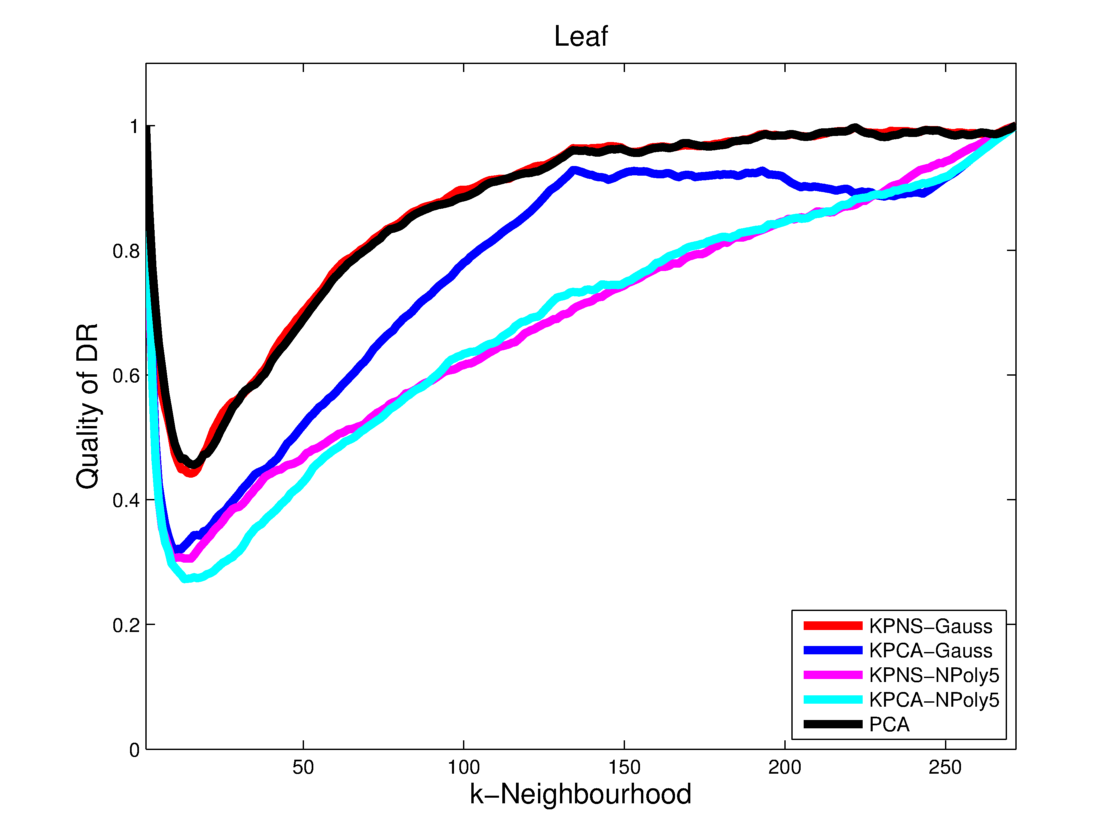 Leaf
Quality of DR
1
0.8
0.6
0.4
0.2
0
50 100 150 200 250
k−Neighbourhood
KPNS−Gauss
KPCA−Gauss
KPNS−NPoly5
KPCA−NPoly5
PCA